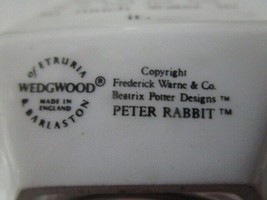 OF ETRURIA
WEDGWOOD®
MADE IN
ENGLAND
& BARLASTON
Copyright
Frederick Warne & Co.
Beatrix Potter Designs ™
PETER RABBIT ™